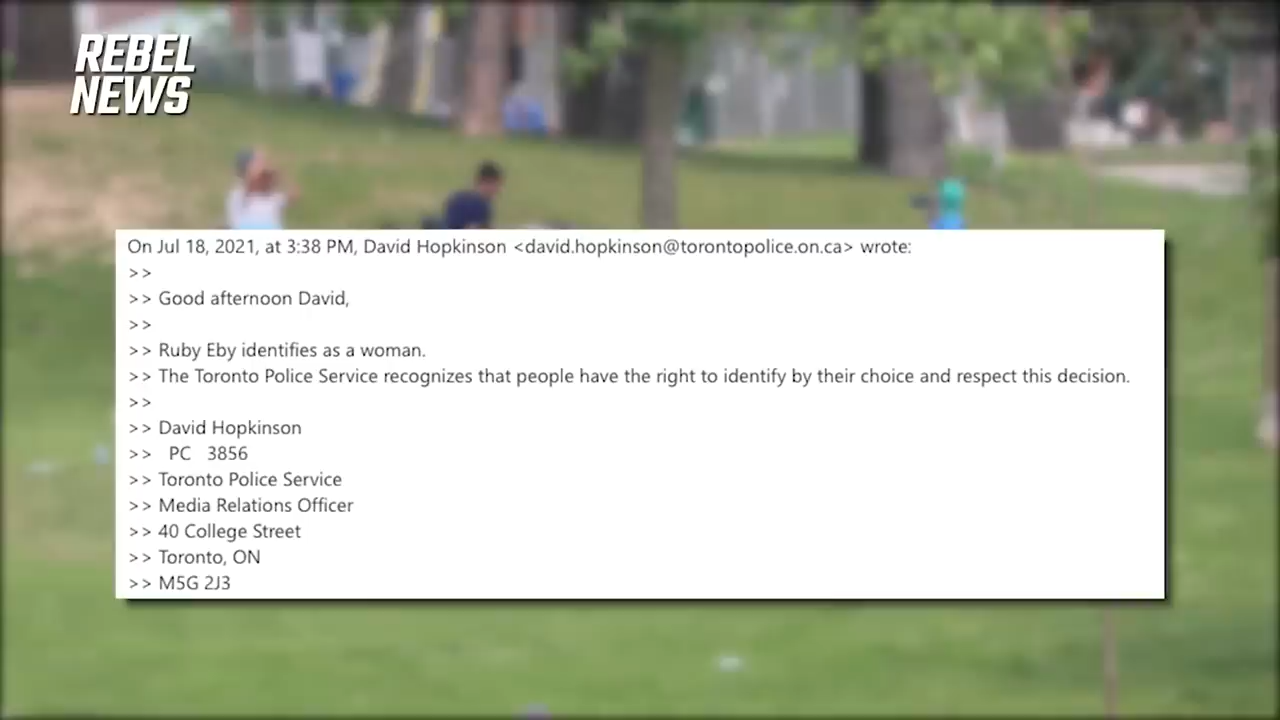 REBEL
NEWS
On Jul 18, 2021, at 3:38 PM, David Hopkinson <david.hopkinson@torontopolice.on.ca> wrote:
>>
>> Good afternoon David,
>>
>> Ruby Eby identifies as a woman.
>> The Toronto Police Service recognizes that people have the right to identify by their choice and respect this decision.
>>
>> David Hopkinson
>> PC 3856
>> Toronto Police Service
>> Media Relations Officer
>> 40 College Street
>> Toronto, ON
>> M5G 2J3